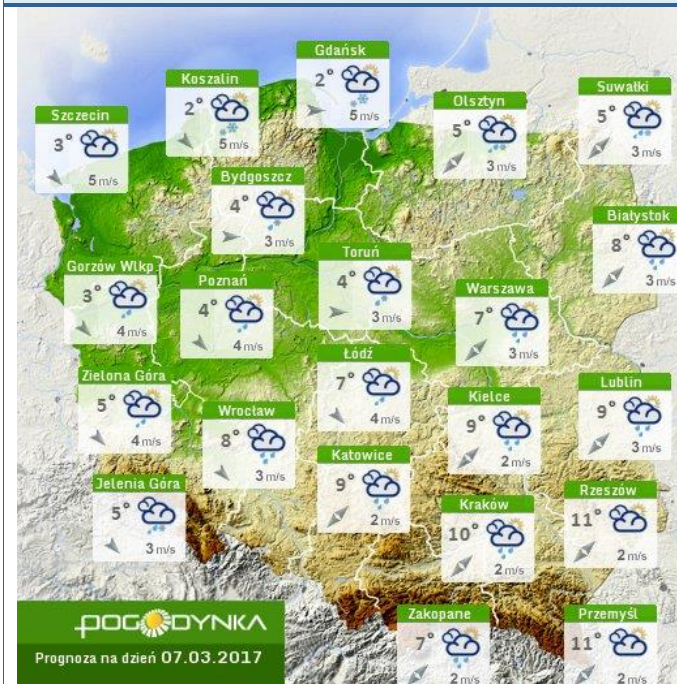 Gdańsk
2°
5 m/s
Koszalin
2°
5 m/s
Szczecin
3°
5 m/s
Olsztyn
5°
3 m/s
Suwałki
5°
3 m/s
Bydgoszcz
4°
3 m/s
Białystok
8°
3 m/s
Gorzów Wlkp
3°
4 m/s
Poznań
4°
4 m/s
Toruń
4°
3 m/s
Warszawa
7°
3 m/s
Zielona Góra
5°
4 m/s
Wrocław
8°
3 m/s
Łódź
7°
4 m/s
Kielce
9°
2 m/s
Lublin
9°
3 m/s
Jelenia Góra
5°
3 m/s
Katowice
9°
2 m/s
Kraków
10°
2 m/s
Rzeszów
11°
2 m/s
Zakopane
7°
2 m/s
Przemyśl
11°
2 m/s
POGODYNKA
Prognoza na dzień 07.03.2017